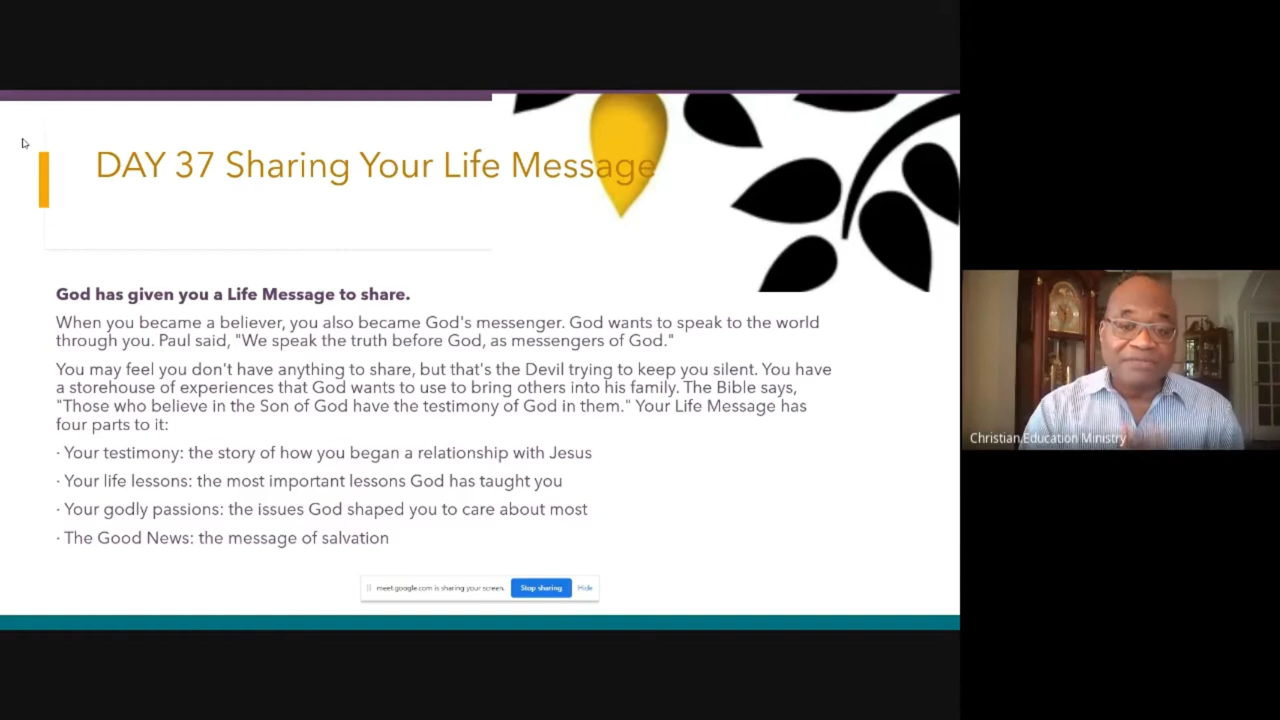 DAY 37 Sharing Your Life Message
God has given you a Life Message to share.
When you became a believer, you also became God's messenger. God wants to speak to the world
through you. Paul said, "We speak the truth before God, as messengers of God."
You may feel you don't have anything to share, but that's the Devil trying to keep you silent. You have
a storehouse of experiences that God wants to use to bring others into his family. The Bible says,
"Those who believe in the Son of God have the testimony of God in them." Your Life Message has
four parts to it:
· Your testimony: the story of how you began a relationship with Jesus
· Your life lessons: the most important lessons God has taught you
· Your godly passions: the issues God shaped you to care about most
· The Good News: the message of salvation
meet.google.com is sharing your screen. Stop sharing Hide
Christian Education Ministry